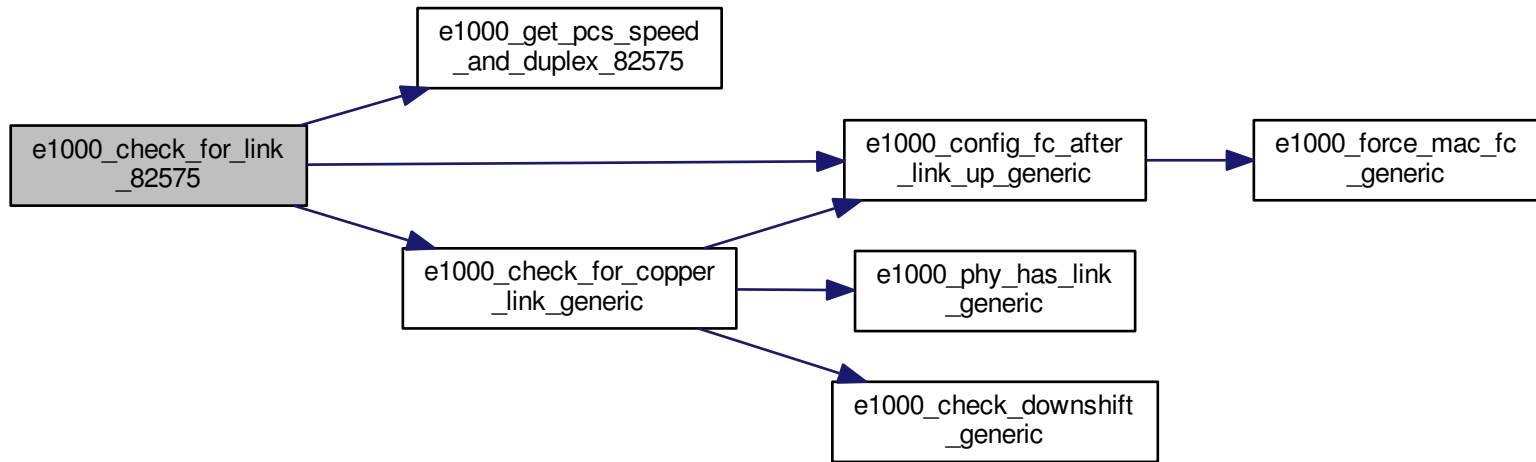 e1000_check_for_link
_82575
e1000_get_pcs_speed
_and_duplex_82575
e1000_config_fc_after
_link_up_generic
e1000_force_mac_fc
_generic
e1000_check_for_copper
_link_generic
e1000_phy_has_link
_generic
e1000_check_downshift
_generic